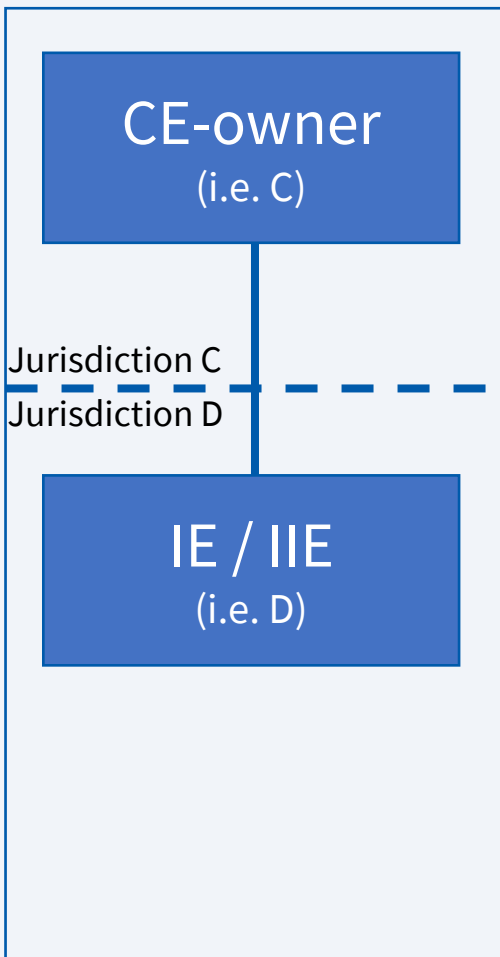 CE-owner
(i.e. C)
Jurisdiction C
Jurisdiction D
IE / IIE
(i.e. D)